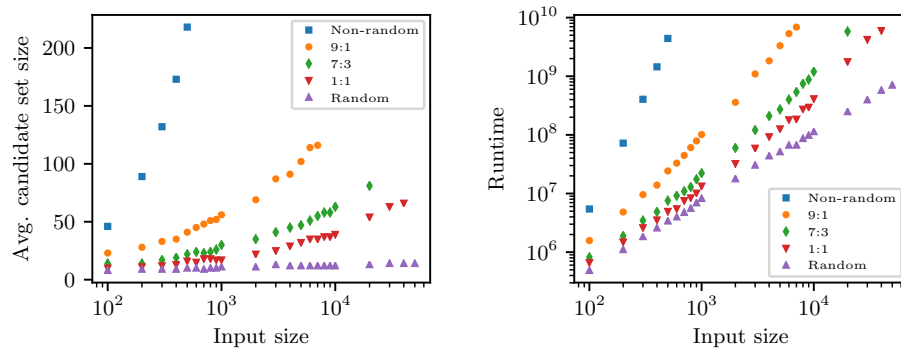 Avg. candidate set size
200
150
100
50
0
Non-random
9:1
7:3
1:1
Random
10^2
10^3
10^4
Input size
Runtime
10^10
10^9
10^8
10^7
10^6
Non-random
9:1
7:3
1:1
Random
10^2
10^3
10^4
Input size